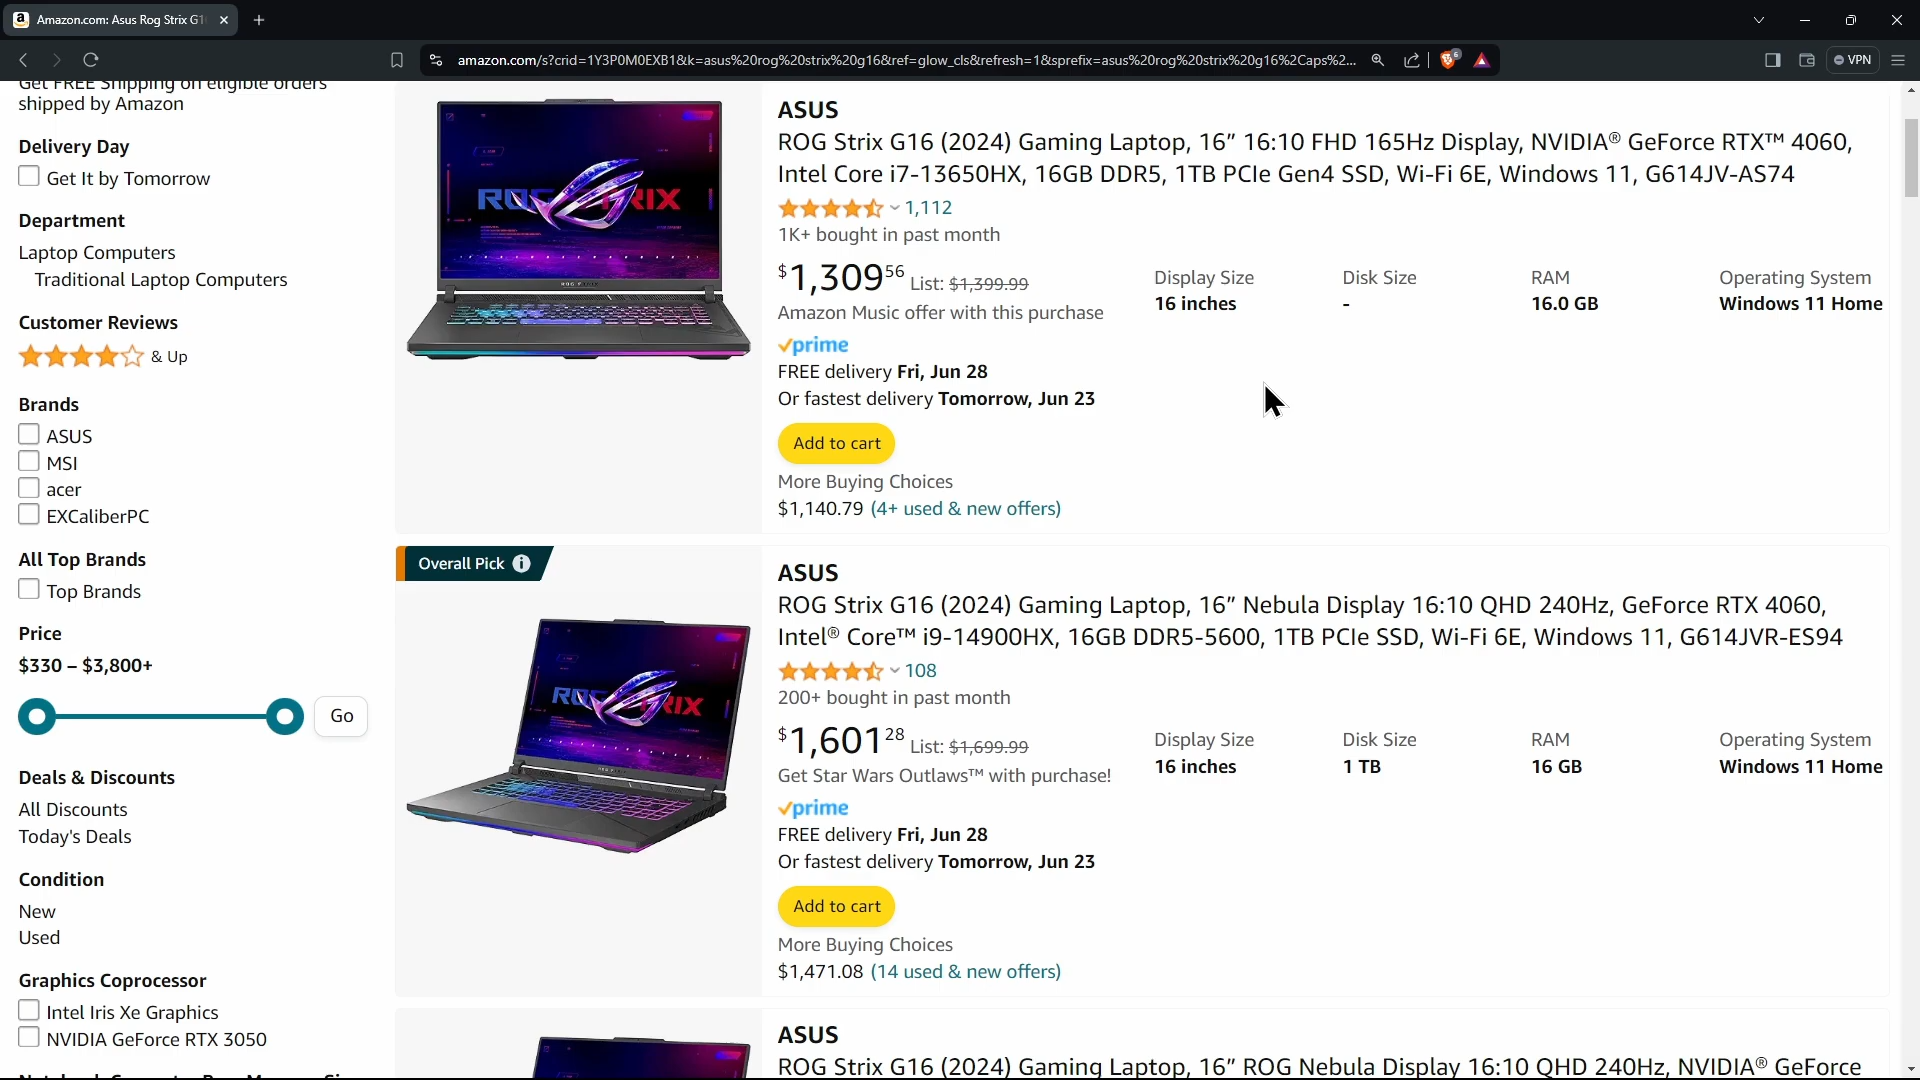 Amazon.com: Asus Rog Strix G1
amazon.com/s?crid=1Y3P0M0EXB1&k=asus%20rog%20strix%20g16&ref=glow_cls&refresh=1&sprefix=asus%20rog%20strix%20g16%2Caps%2...
6
VPN
Get FREE Shipping on eligible orders
shipped by Amazon
Delivery Day
Get It by Tomorrow
Department
Laptop Computers
Traditional Laptop Computers
Customer Reviews
& Up
Brands
ASUS
MSI
acer
EXCaliberPC
All Top Brands
Top Brands
Price
$330 – $3,800+
Go
Deals & Discounts
All Discounts
Today's Deals
Condition
New
Used
Graphics Coprocessor
Intel Iris Xe Graphics
NVIDIA GeForce RTX 3050
ASUS
ROG Strix G16 (2024) Gaming Laptop, 16” 16:10 FHD 165Hz Display, NVIDIA® GeForce RTX™ 4060,
Intel Core i7-13650HX, 16GB DDR5, 1TB PCIe Gen4 SSD, Wi-Fi 6E, Windows 11, G614JV-AS74
1,112
1K+ bought in past month
$1,30956 List: $1,399.99
Amazon Music offer with this purchase
Display Size Disk Size RAM Operating System
16 inches - 16.0 GB Windows 11 Home
prime
FREE delivery Fri, Jun 28
Or fastest delivery Tomorrow, Jun 23
Add to cart
More Buying Choices
$1,140.79 (4+ used & new offers)
Overall Pick
ASUS
ROG Strix G16 (2024) Gaming Laptop, 16” Nebula Display 16:10 QHD 240Hz, GeForce RTX 4060,
Intel® Core™ i9-14900HX, 16GB DDR5-5600, 1TB PCIe SSD, Wi-Fi 6E, Windows 11, G614JVR-ES94
108
200+ bought in past month
$1,60128 List: $1,699.99
Get Star Wars Outlaws™ with purchase!
Display Size Disk Size RAM Operating System
16 inches 1 TB 16 GB Windows 11 Home
prime
FREE delivery Fri, Jun 28
Or fastest delivery Tomorrow, Jun 23
Add to cart
More Buying Choices
$1,471.08 (14 used & new offers)
ASUS
ROG Strix G16 (2024) Gaming Laptop, 16” ROG Nebula Display 16:10 QHD 240Hz, NVIDIA® GeForce